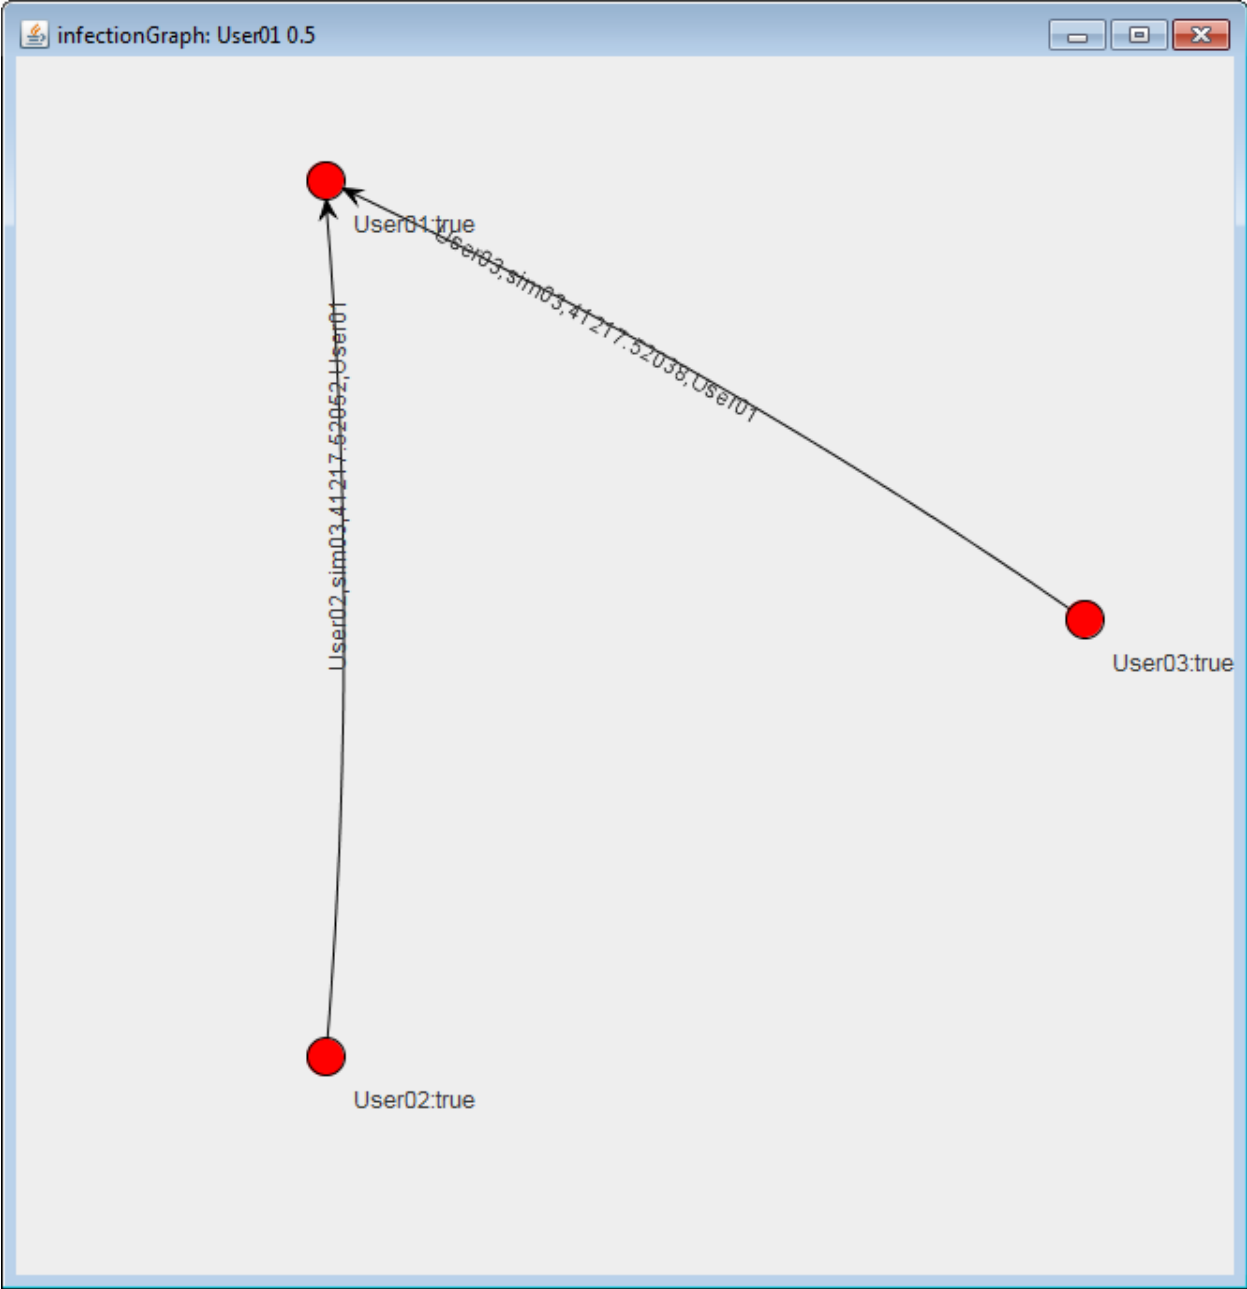 infectionGraph: User01 0.5
User01:true
User03,sim03,41217.52038,User01
User02,sim03,41217.52052,User01
User03:true
User02:true